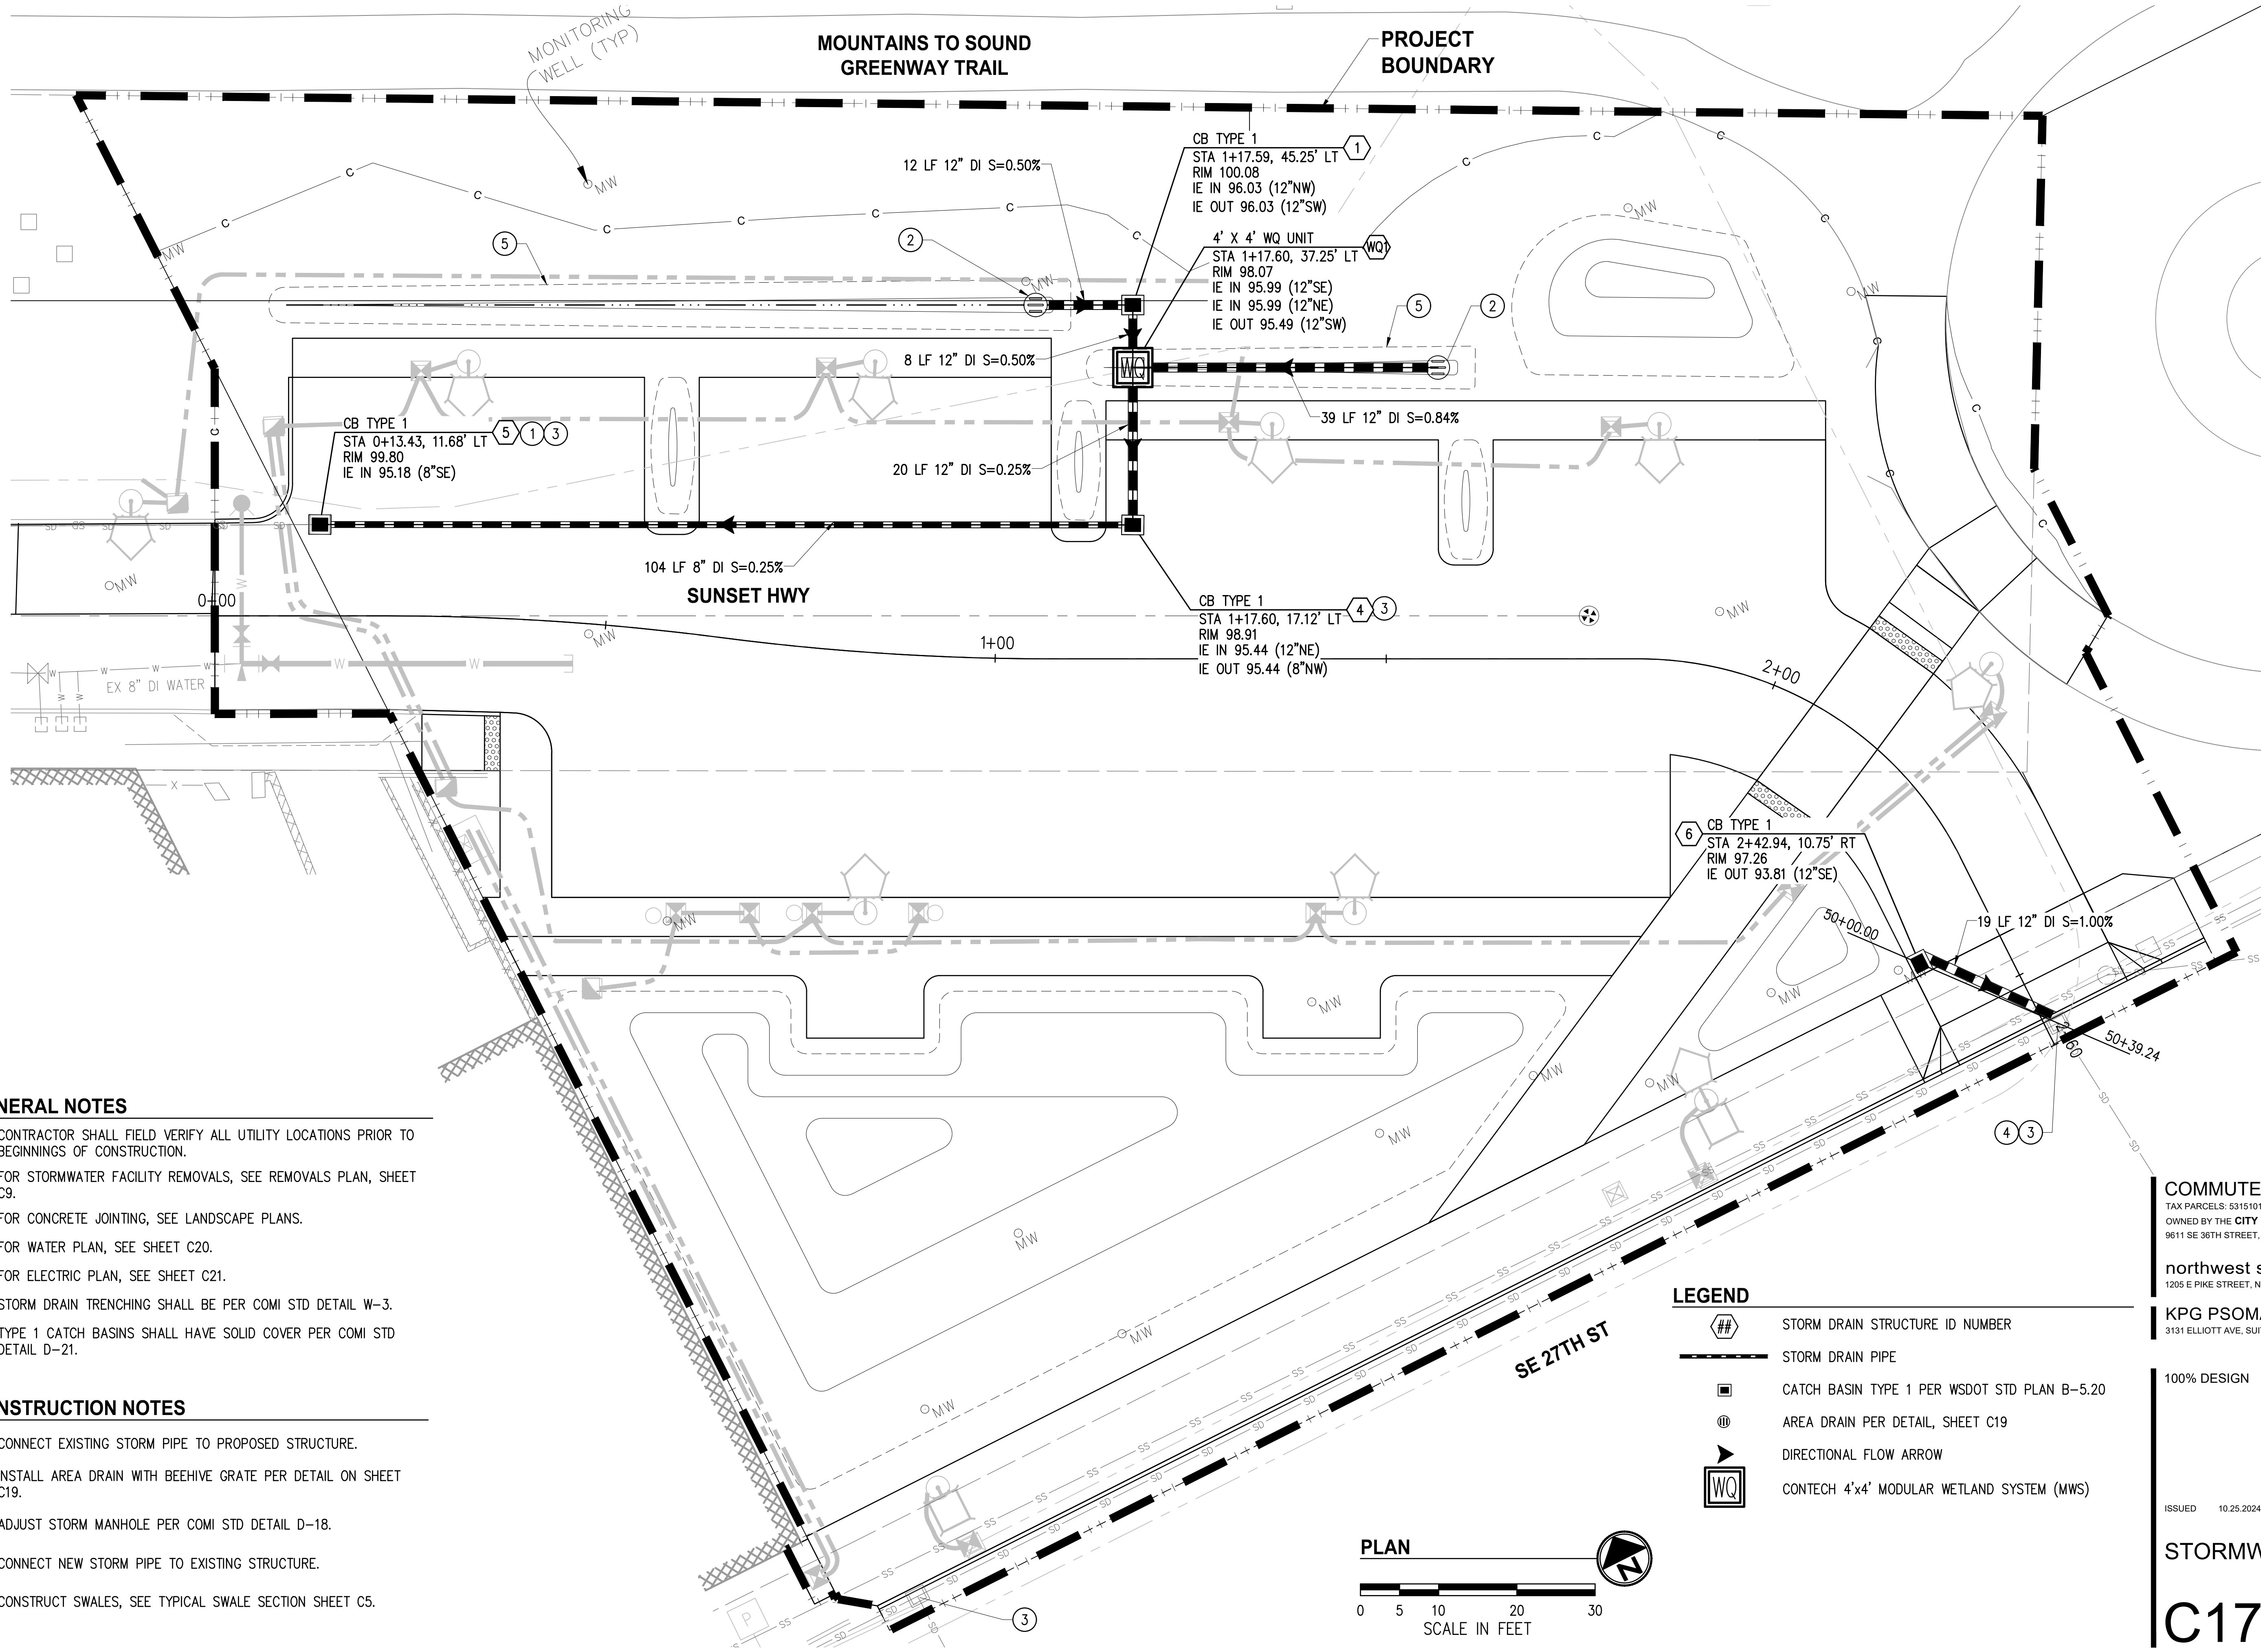 MONITORING
WELL (TYP)
MOUNTAINS TO SOUND
GREENWAY TRAIL
PROJECT
BOUNDARY
CB TYPE 1
1
STA 1+17.59, 45.25' LT
RIM 100.08
IE IN 96.03 (12"NW)
IE OUT 96.03 (12"SW)
12 LF 12" DI S=0.50%
4' X 4' WQ UNIT
WQ1
STA 1+17.60, 37.25' LT
RIM 98.07
IE IN 95.99 (12"SE)
IE IN 95.99 (12"NE)
IE OUT 95.49 (12"SW)
5
2
5
2
8 LF 12" DI S=0.50%
WQ
39 LF 12" DI S=0.84%
CB TYPE 1
5 1 3
STA 0+13.43, 11.68' LT
RIM 99.80
IE IN 95.18 (8"SE)
20 LF 12" DI S=0.25%
104 LF 8" DI S=0.25%
SUNSET HWY
0+00
1+00
2+00
CB TYPE 1
4 3
STA 1+17.60, 17.12' LT
RIM 98.91
IE IN 95.44 (12"NE)
IE OUT 95.44 (8"NW)
EX 8" DI WATER
6
CB TYPE 1
STA 2+42.94, 10.75' RT
RIM 97.26
IE OUT 93.81 (12"SE)
50+00.00
19 LF 12" DI S=1.00%
50+39.24
4 3
3
SE 27TH ST
NERAL NOTES
CONTRACTOR SHALL FIELD VERIFY ALL UTILITY LOCATIONS PRIOR TO
BEGINNINGS OF CONSTRUCTION.
FOR STORMWATER FACILITY REMOVALS, SEE REMOVALS PLAN, SHEET
C9.
FOR CONCRETE JOINTING, SEE LANDSCAPE PLANS.
FOR WATER PLAN, SEE SHEET C20.
FOR ELECTRIC PLAN, SEE SHEET C21.
STORM DRAIN TRENCHING SHALL BE PER COMI STD DETAIL W-3.
TYPE 1 CATCH BASINS SHALL HAVE SOLID COVER PER COMI STD
DETAIL D-21.
NSTRUCTION NOTES
CONNECT EXISTING STORM PIPE TO PROPOSED STRUCTURE.
INSTALL AREA DRAIN WITH BEEHIVE GRATE PER DETAIL ON SHEET
C19.
ADJUST STORM MANHOLE PER COMI STD DETAIL D-18.
CONNECT NEW STORM PIPE TO EXISTING STRUCTURE.
CONSTRUCT SWALES, SEE TYPICAL SWALE SECTION SHEET C5.
LEGEND
## STORM DRAIN STRUCTURE ID NUMBER
STORM DRAIN PIPE
CATCH BASIN TYPE 1 PER WSDOT STD PLAN B-5.20
AREA DRAIN PER DETAIL, SHEET C19
DIRECTIONAL FLOW ARROW
WQ CONTECH 4'x4' MODULAR WETLAND SYSTEM (MWS)
PLAN
N
0 5 10 20 30
SCALE IN FEET
COMMUTE
TAX PARCELS: 5315101
OWNED BY THE CITY
9611 SE 36TH STREET,
northwest s
1205 E PIKE STREET, N
KPG PSOMA
3131 ELLIOTT AVE, SUI
100% DESIGN
ISSUED 10.25.2024
STORMW
C17